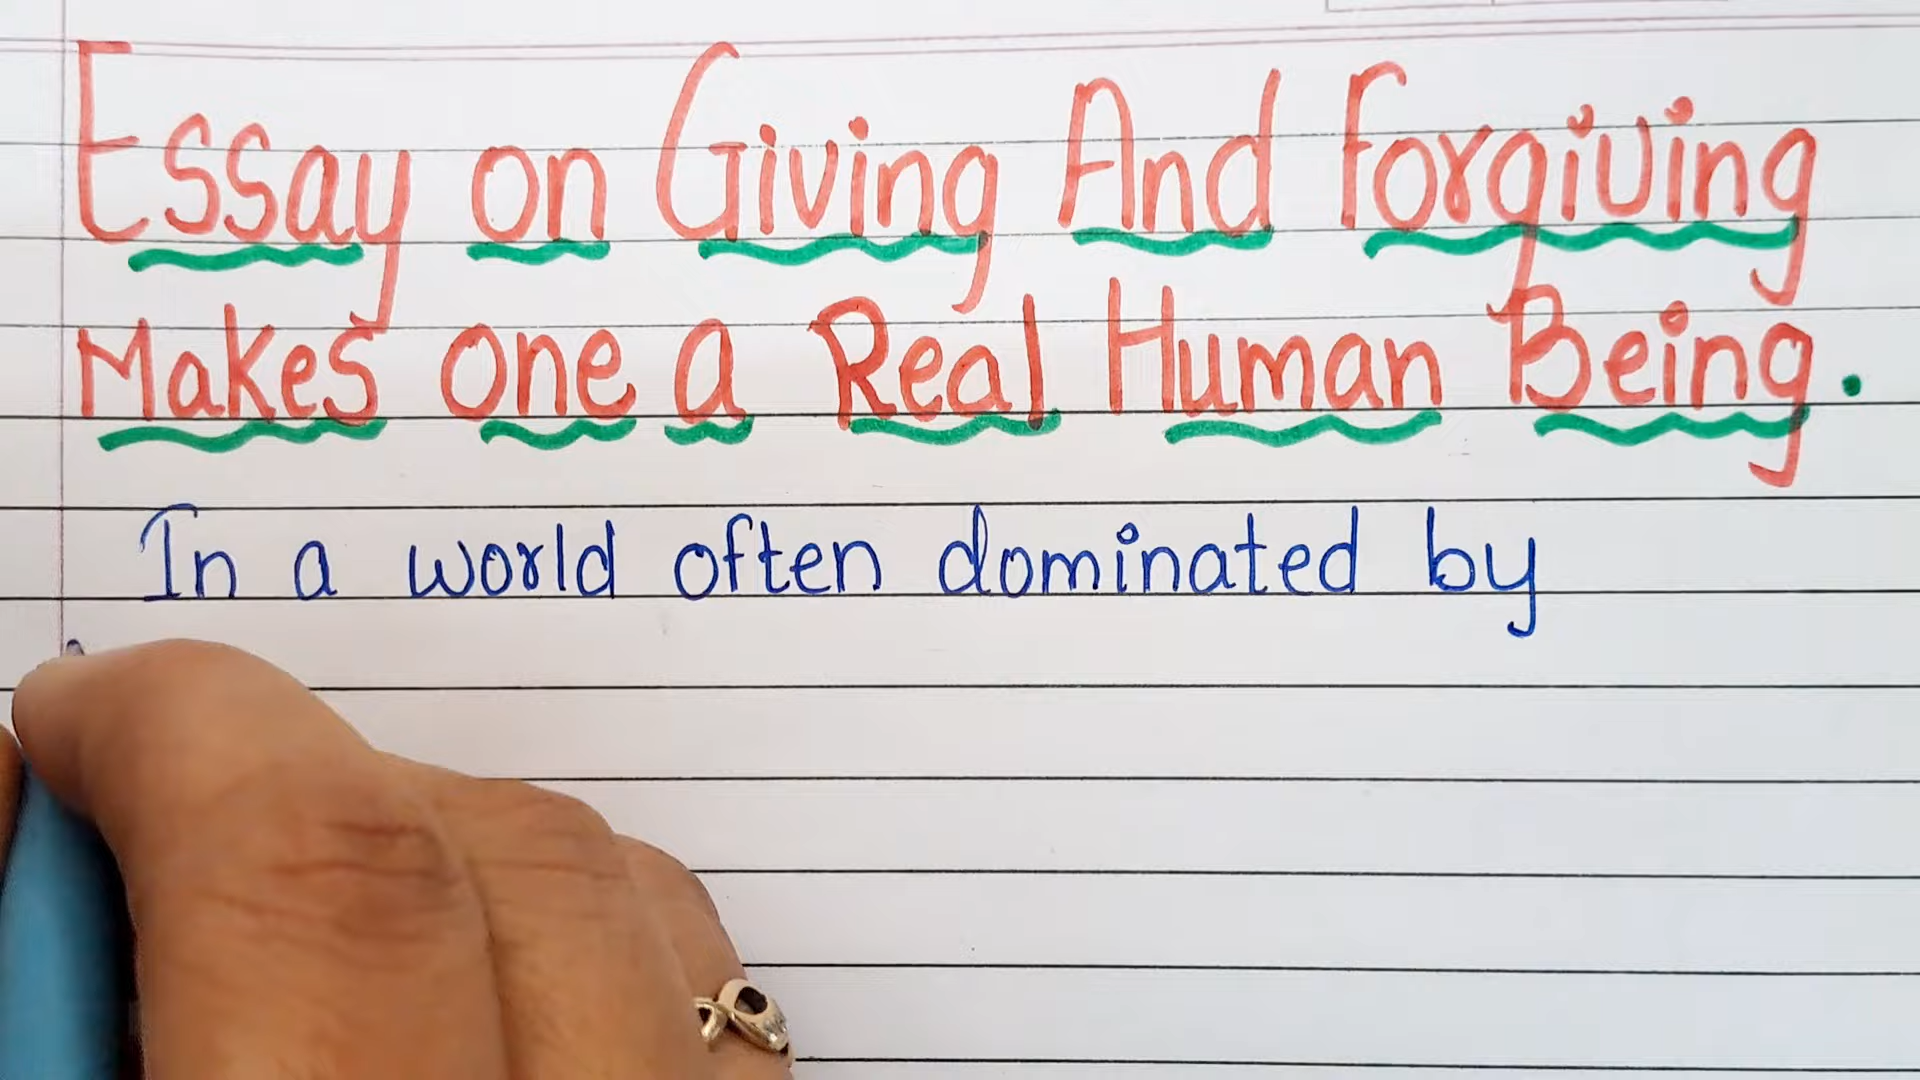 Essay on Giving And Forgiving
Makes one a Real Human Being.
In a world often dominated by